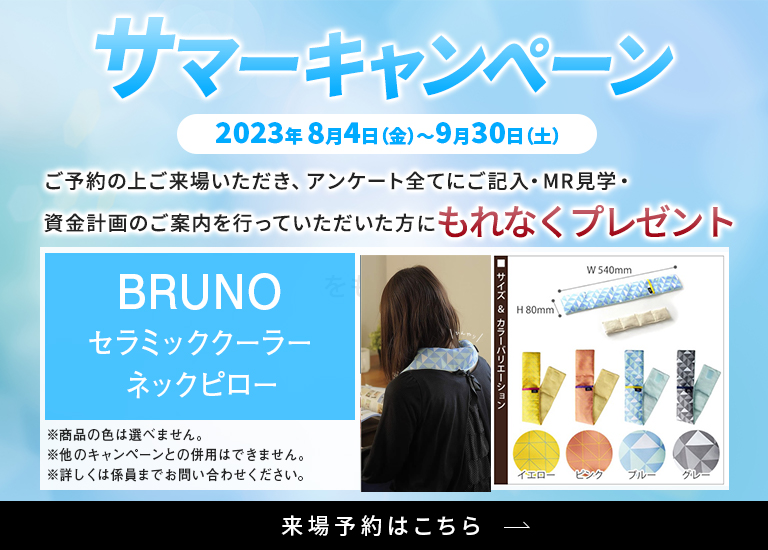 サマーキャンペーン
2023年 8月4日(金)～9月30日(土)
ご予約の上ご来場いただき、アンケート全てにご記入・MR見学・
資金計画のご案内を行っていただいた方にもれなくプレゼント
BRUNO
セラミッククーラー
ネックピロー
※商品の色は選べません。
※他のキャンペーンとの併用はできません。
※詳しくは係員までお問い合わせください。
■サイズ & カラーバリエーション
W 540mm
H 80mm
イエロー
ピンク
ブルー
グレー
来場予約はこちら